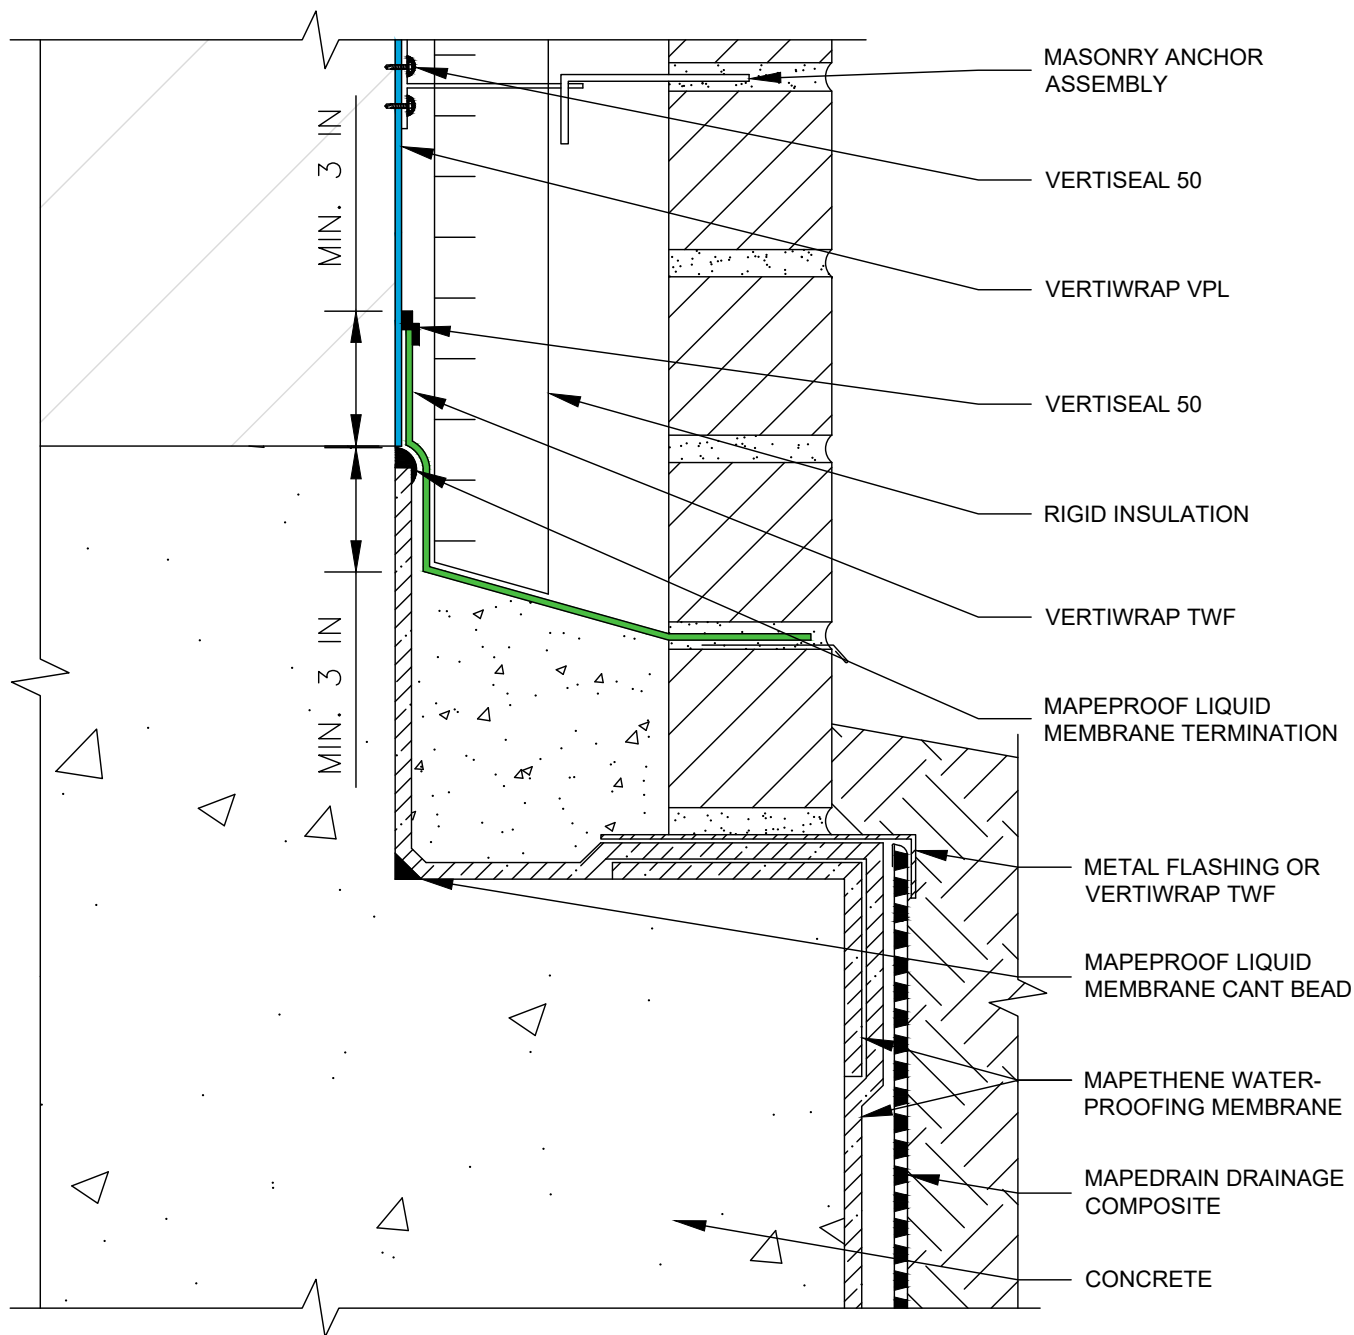 MASONRY ANCHOR
ASSEMBLY
VERTISEAL 50
VERTIWRAP VPL
VERTISEAL 50
RIGID INSULATION
VERTIWRAP TWF
MAPEPROOF LIQUID
MEMBRANE TERMINATION
METAL FLASHING OR
VERTIWRAP TWF
MAPEPROOF LIQUID
MEMBRANE CANT BEAD
MAPETHENE WATER-
PROOFING MEMBRANE
MAPEDRAIN DRAINAGE
COMPOSITE
CONCRETE
MIN. 3 IN
MIN. 3 IN